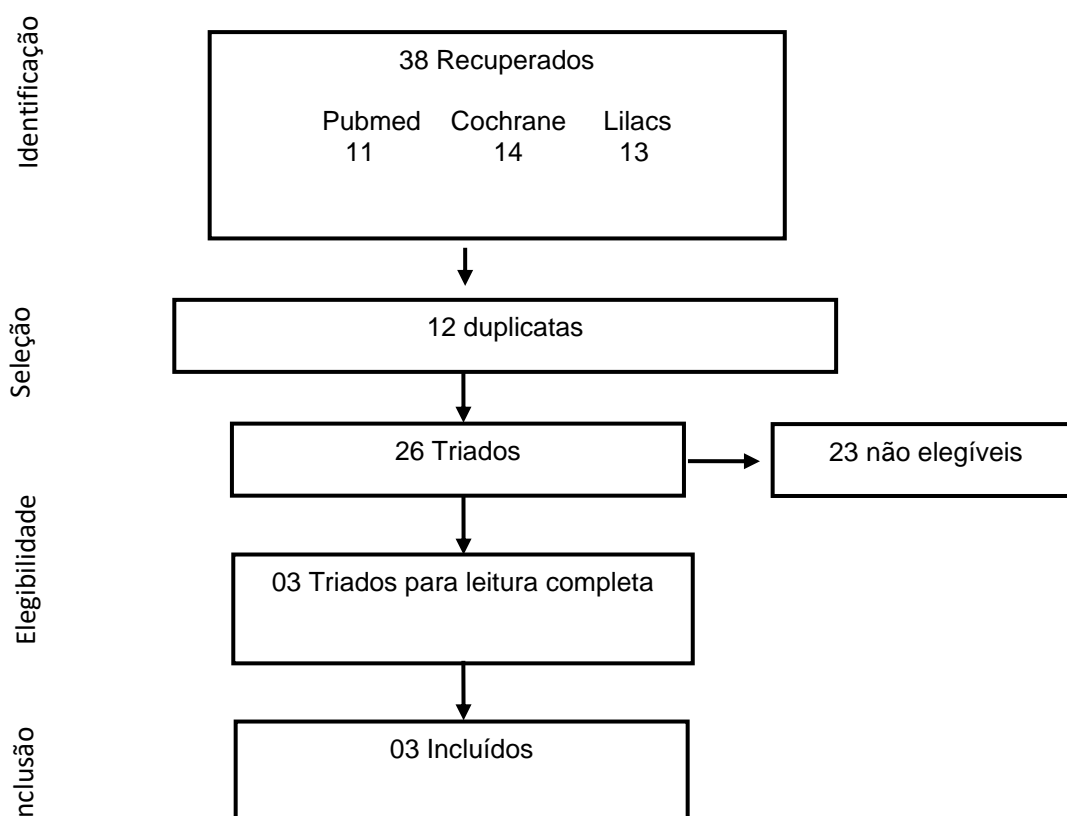 Identificação
38 Recuperados
Pubmed Cochrane Lilacs
11 14 13
Seleção
12 duplicatas
26 Triados
23 não elegíveis
Elegibilidade
03 Triados para leitura completa
nclusão
03 Incluídos